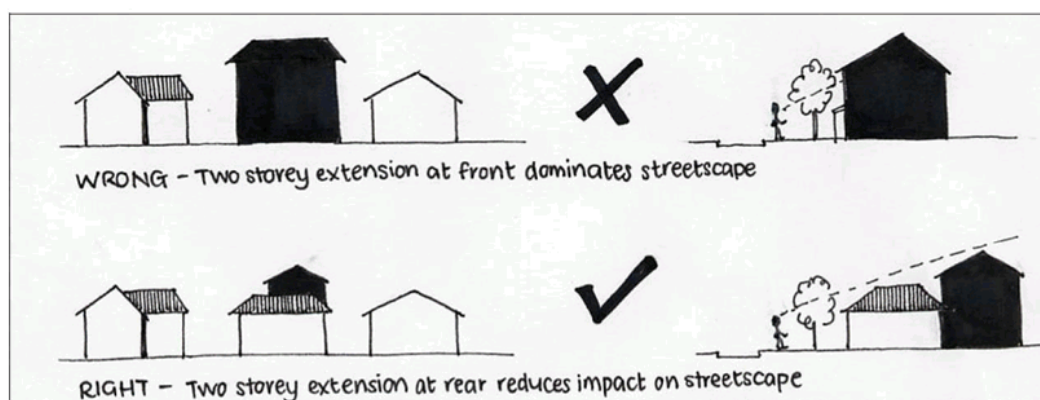 WRONG - Two storey extension at front dominates streetscape
RIGHT - Two storey extension at rear reduces impact on streetscape